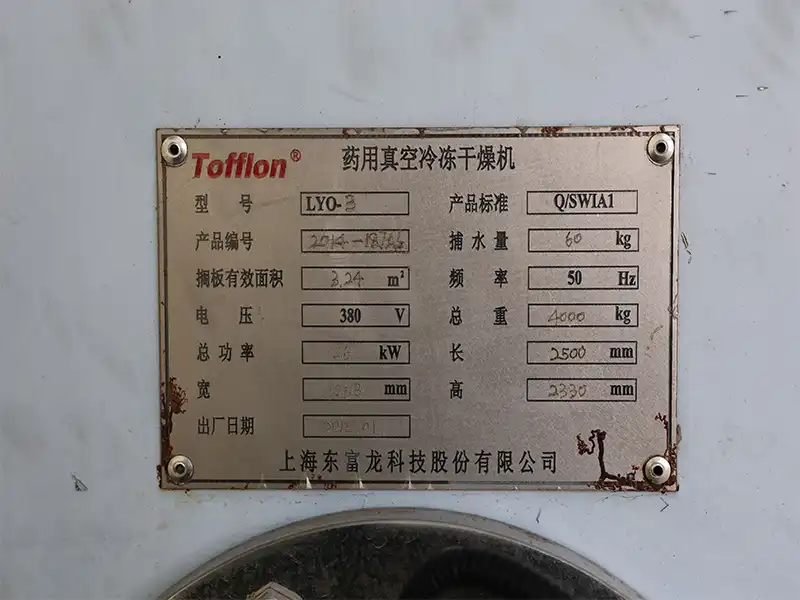 Tofflon® 药用真空冷冻干燥机
型 号 LYO-3 产品标准 Q/SWIA1
产品编号 捕水量 60 kg
搁板有效面积 3.24 m² 频 率 50 Hz
电 压 380 V 总 重 4000 kg
总功率 kW 长 2500 mm
宽 mm 高 2330 mm
出厂日期
上海东富龙科技股份有限公司